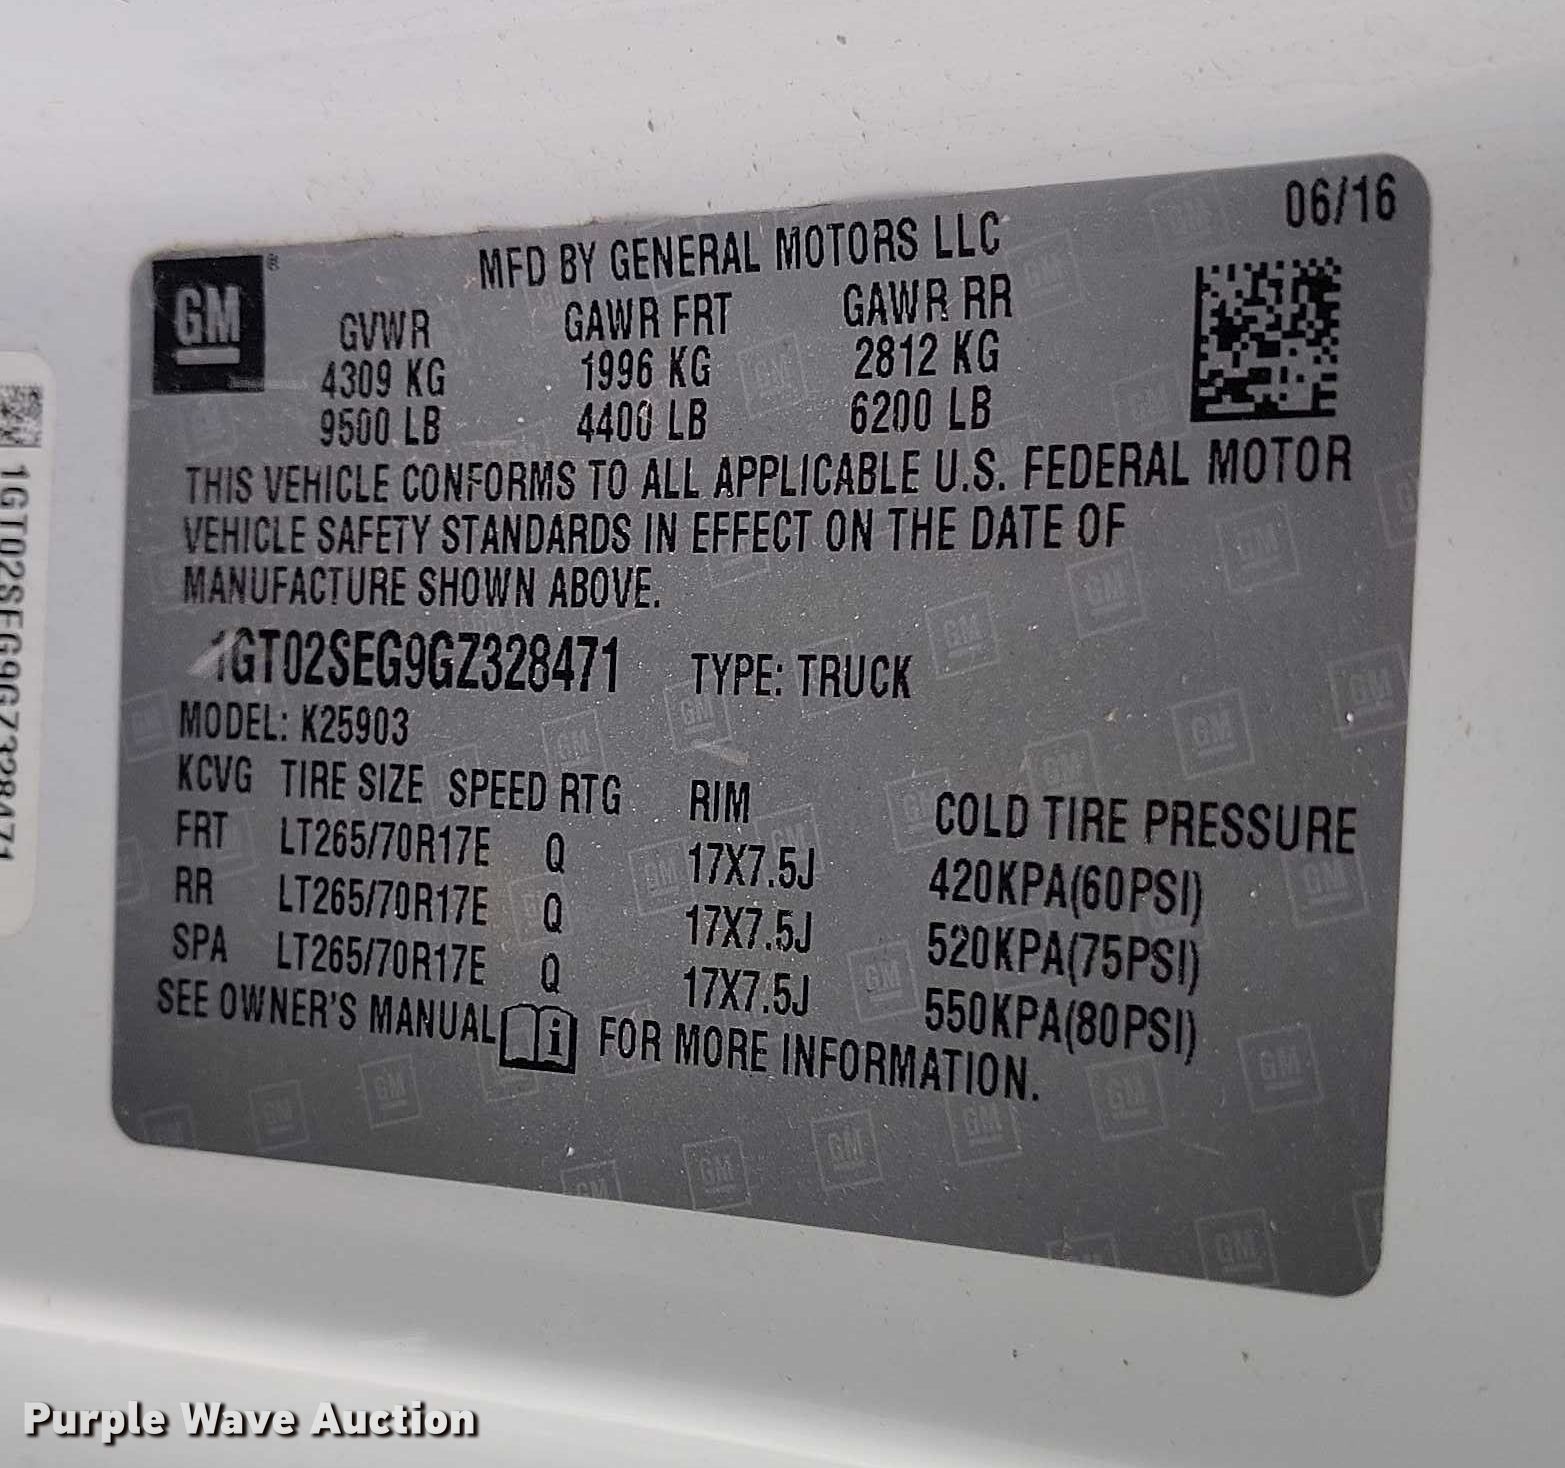 06/16
MFD BY GENERAL MOTORS LLC
GM®
GVWR GAWR FRT GAWR RR
4309 KG 1996 KG 2812 KG
9500 LB 4400 LB 6200 LB
THIS VEHICLE CONFORMS TO ALL APPLICABLE U.S. FEDERAL MOTOR
VEHICLE SAFETY STANDARDS IN EFFECT ON THE DATE OF
MANUFACTURE SHOWN ABOVE.
1GT02SEG9GZ328471 TYPE: TRUCK
MODEL: K25903
KCVG TIRE SIZE SPEED RTG RIM COLD TIRE PRESSURE
FRT LT265/70R17E Q 17X7.5J 420KPA(60PSI)
RR LT265/70R17E Q 17X7.5J 520KPA(75PSI)
SPA LT265/70R17E Q 17X7.5J 550KPA(80PSI)
SEE OWNER'S MANUAL i FOR MORE INFORMATION.
1GT02SEG9GZ328471
Purple Wave Auction